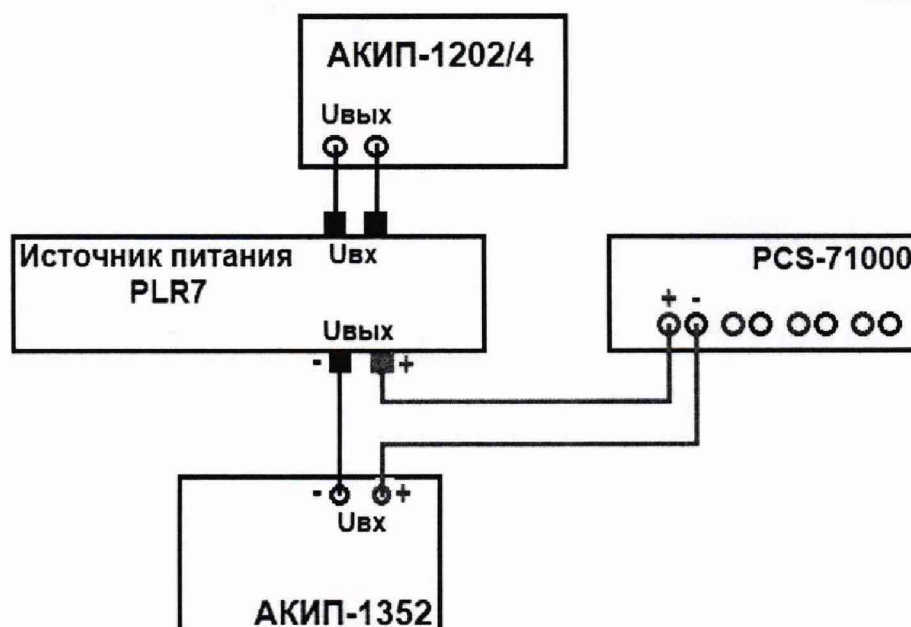 АКИП-1202/4
Uвых
Источник питания
Uвх
PLR7
Uвых
- +
PCS-71000
+ -
- +
Uвх
АКИП-1352